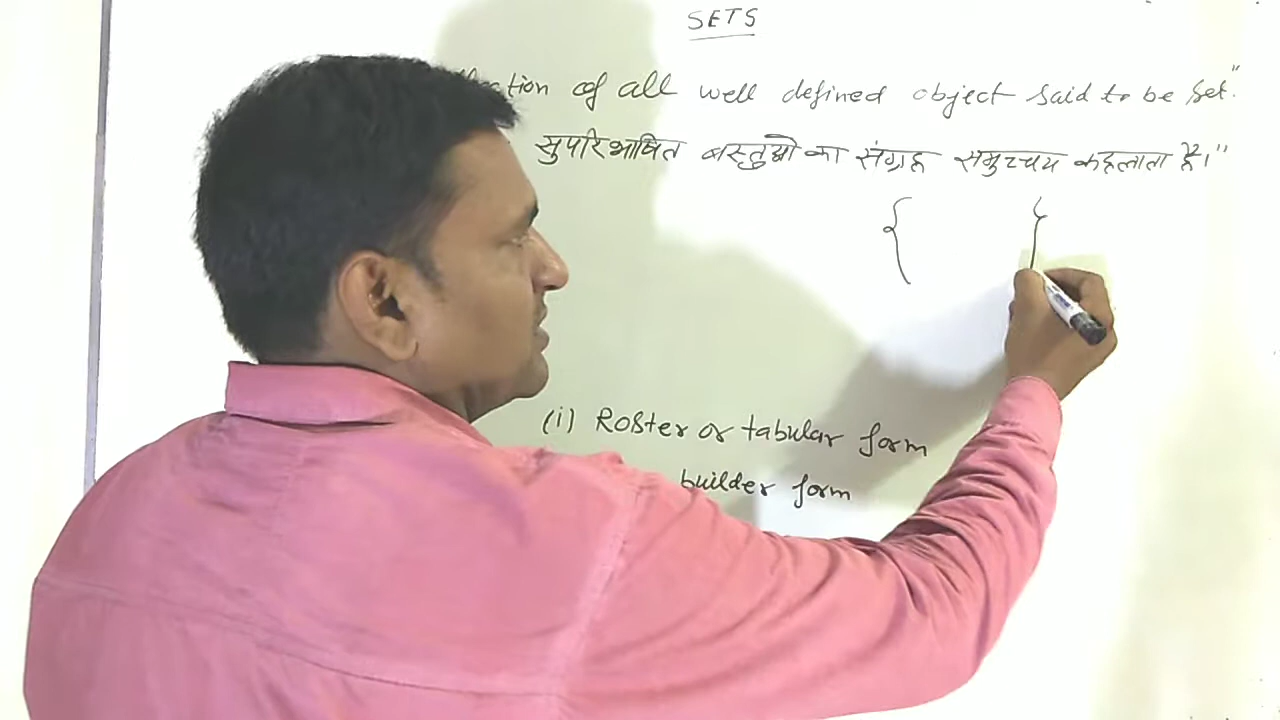 SETS
of all well defined object said to be set."
सुपरिभाषित वस्तुओ का संग्रह समुच्चय कहलाता है।"
{ }
(i) Roster or tabular form
builder form